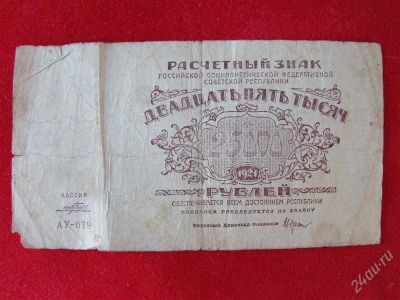 РАСЧЕТНЫЙ ЗНАК
РОССИЙСКОЙ СОЦИАЛИСТИЧЕСКОЙ ФЕДЕРАТИВНОЙ
СОВЕТСКОЙ РЕСПУБЛИКИ
ДВАДЦАТЬ ПЯТЬ ТЫСЯЧ
25000
1921
РУБЛЕЙ
ОБЕСПЕЧИВАЕТСЯ ВСЕМ ДОСТОЯНИЕМ РЕСПУБЛИКИ
ПОДДЕЛКА ПРЕСЛЕДУЕТСЯ ПО ЗАКОНУ
Народный Комиссар Финансов
КАССИР
АУ-079
24au.ru